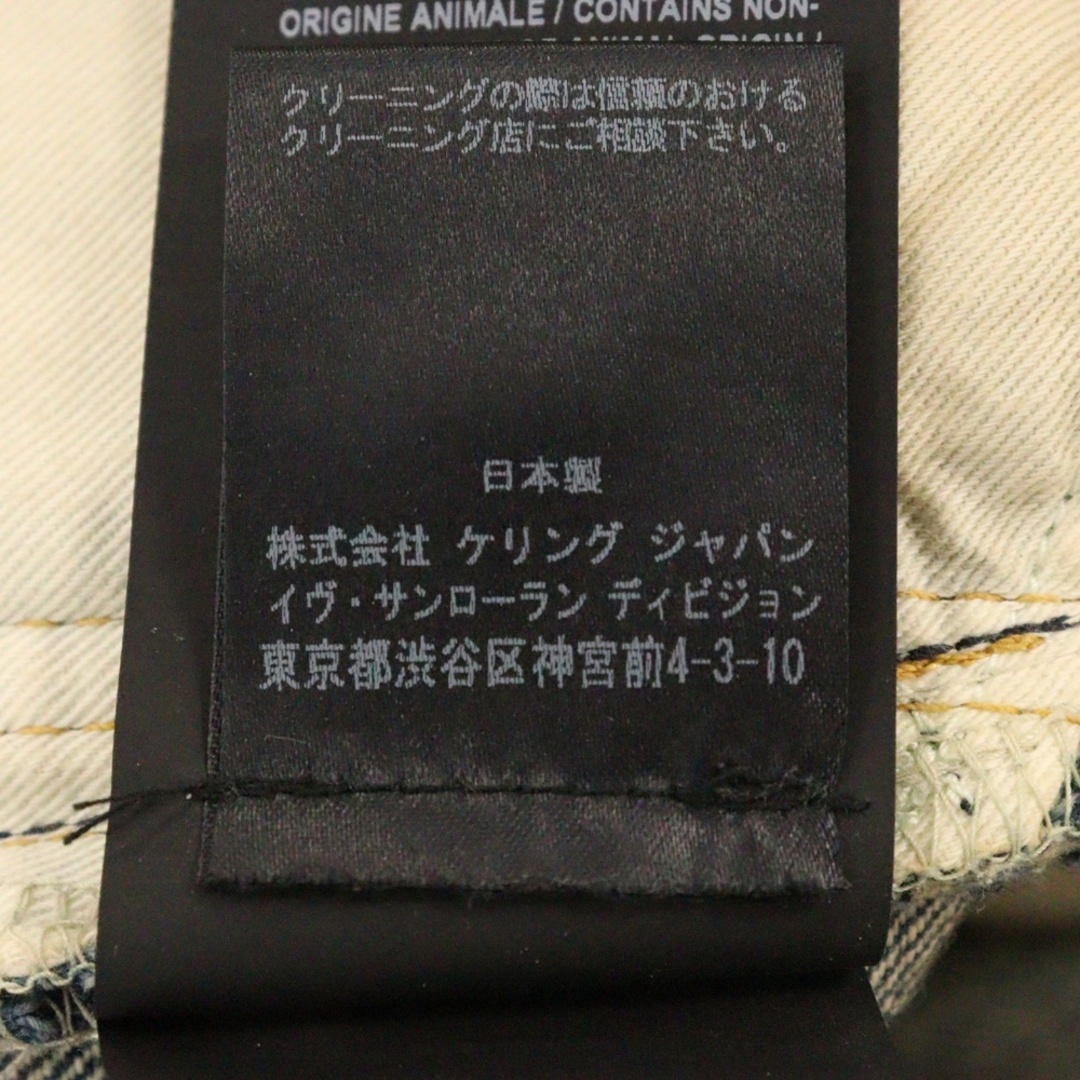 ORIGINE ANIMALE / CONTAINS NON-
ANIMAL ORIGIN /
クリーニングの際は信頼のおける
クリーニング店にご相談下さい。
日本製
株式会社 ケリング ジャパン
イヴ・サンローラン ディビジョン
東京都渋谷区神宮前4-3-10